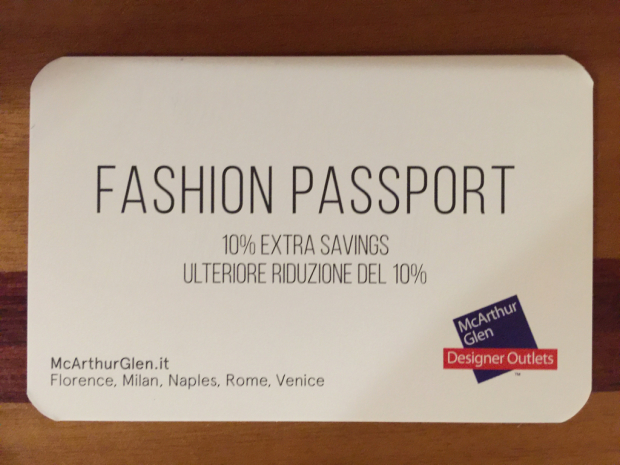 FASHION PASSPORT
10% EXTRA SAVINGS
ULTERIORE RIDUZIONE DEL 10%
McArthurGlen.it
Florence, Milan, Naples, Rome, Venice
McArthur
Glen
Designer Outlets
™